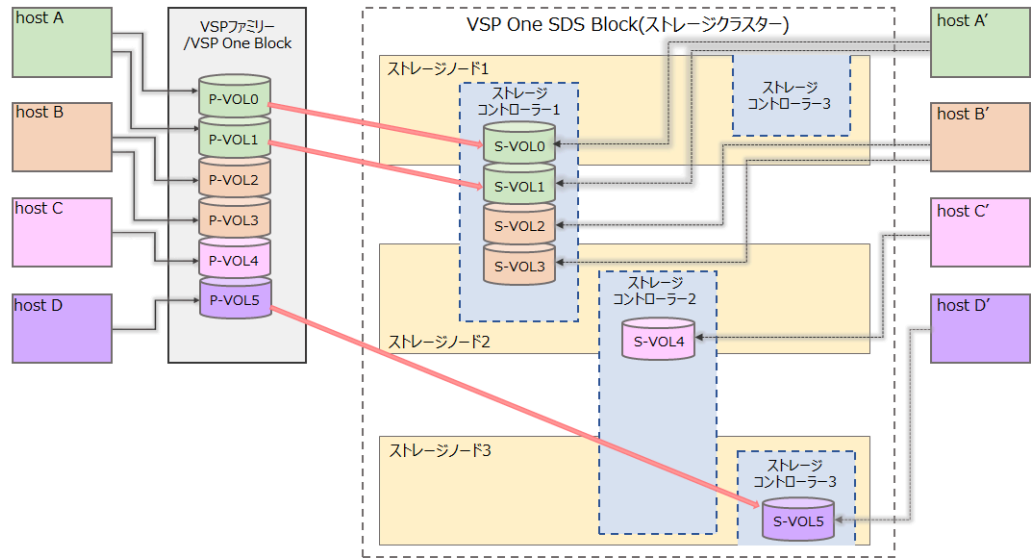 host A
host B
host C
host D
VSPファミリー
/VSP One Block
P-VOL0
P-VOL1
P-VOL2
P-VOL3
P-VOL4
P-VOL5
VSP One SDS Block(ストレージクラスター)
ストレージノード1
ストレージ
コントローラー1
S-VOL0
S-VOL1
S-VOL2
S-VOL3
ストレージ
コントローラー3
ストレージノード2
ストレージ
コントローラー2
S-VOL4
ストレージノード3
ストレージ
コントローラー3
S-VOL5
host A’
host B’
host C’
host D’